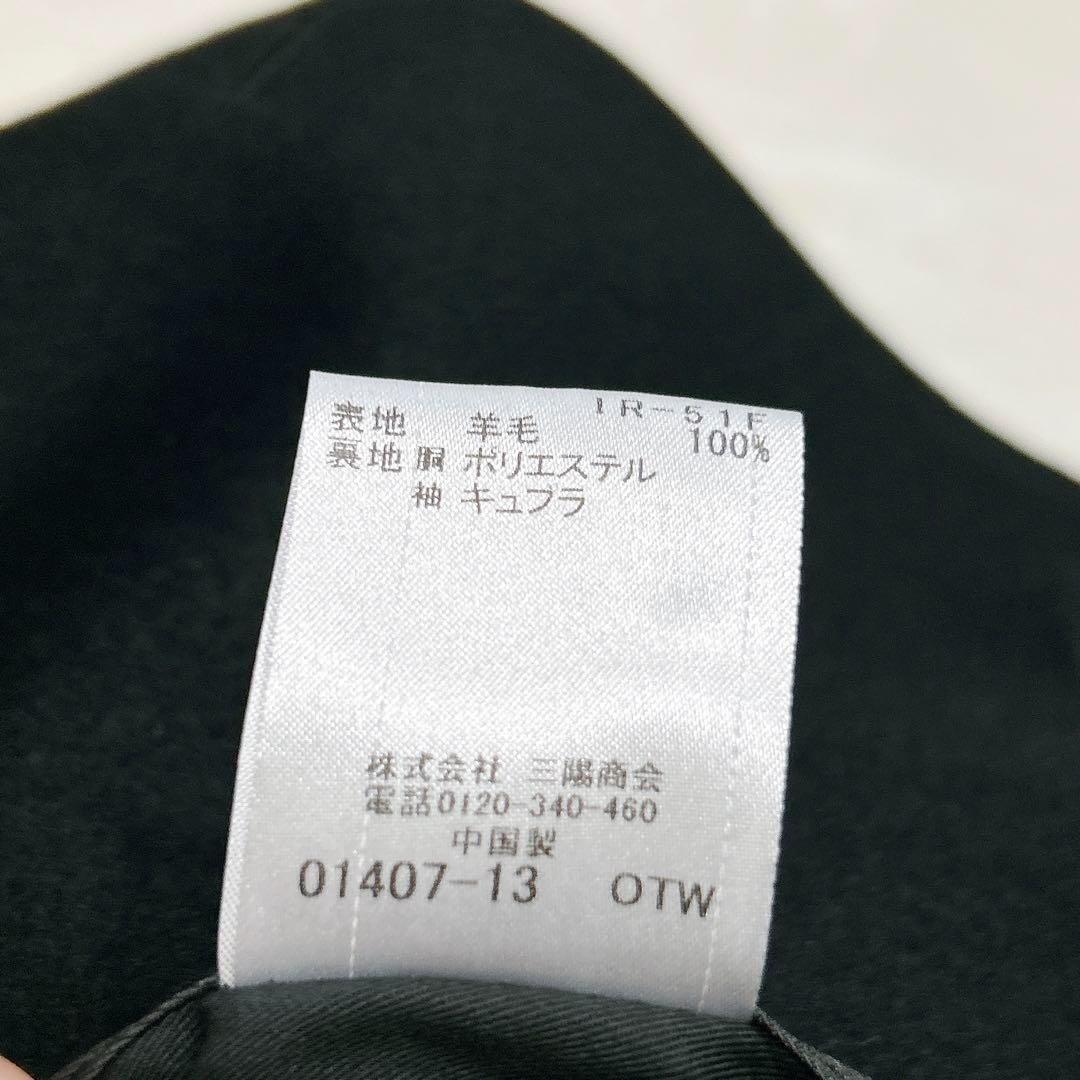 IR-51F
表地 羊毛 100%
裏地 胴 ポリエステル
袖 キュプラ
株式会社 三陽商会
電話0120-340-460
中国製
01407-13 OTW